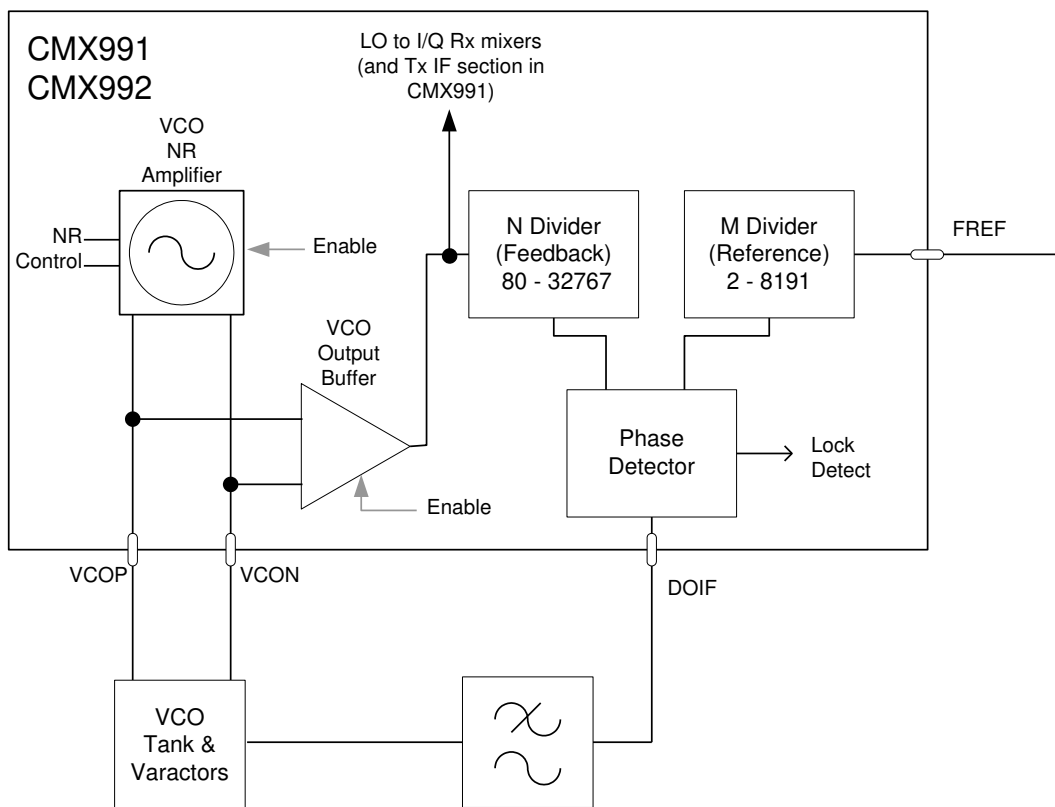 CMX991
CMX992
LO to I/Q Rx mixers
(and Tx IF section in
CMX991)
VCO
NR
Amplifier
NR
Control
Enable
N Divider
(Feedback)
80 - 32767
M Divider
(Reference)
2 - 8191
FREF
VCO
Output
Buffer
Phase
Detector
Lock
Detect
Enable
VCOP
VCON
DOIF
VCO
Tank &
Varactors